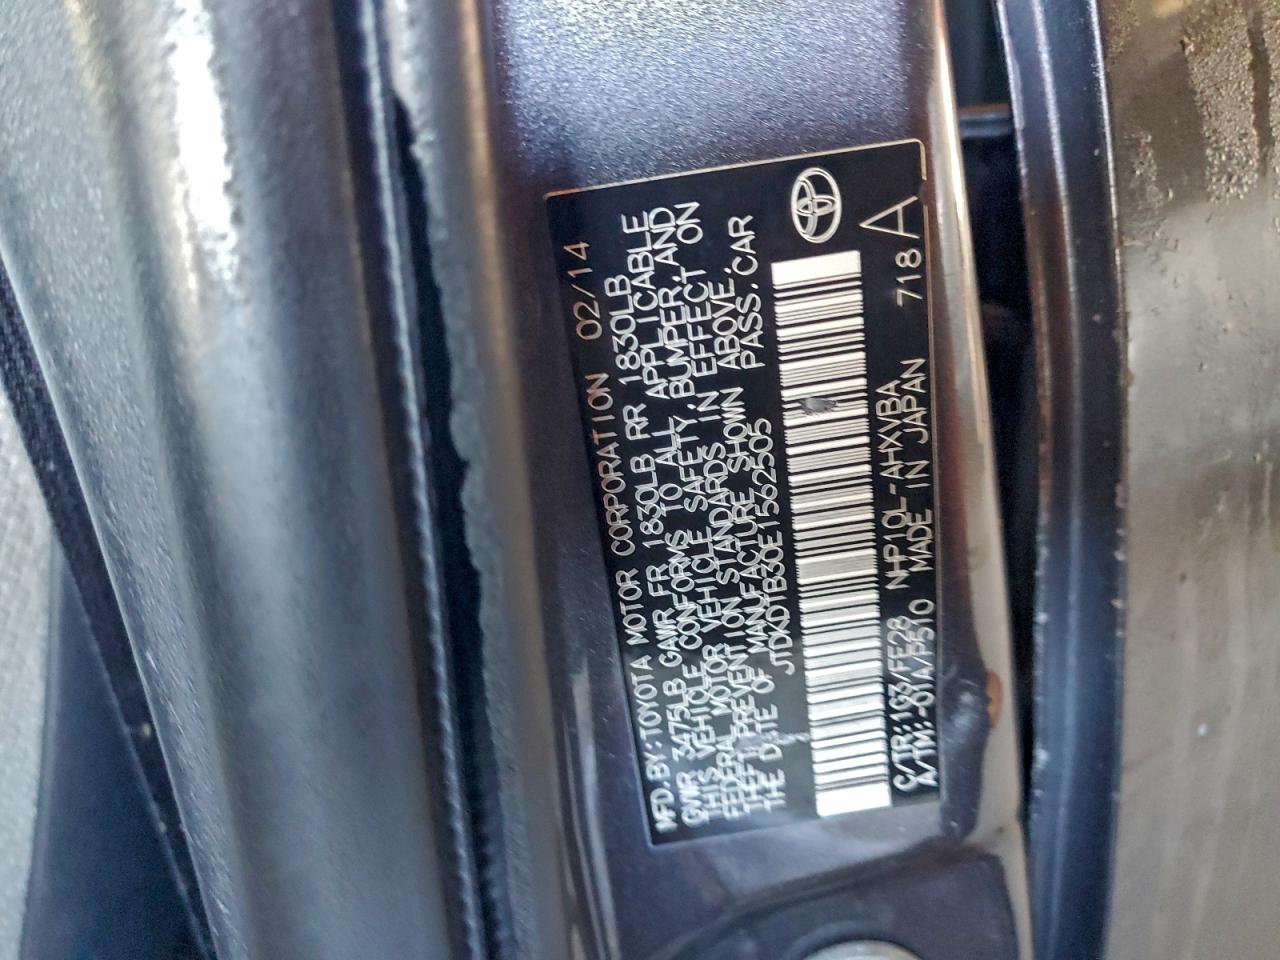 MFD.BY:TOYOTA MOTOR CORPORATION 02/14
GVWR 3475LB GAWR FR 1830LB RR 1830LB
THIS VEHICLE CONFORMS TO ALL APPLICABLE
FEDERAL MOTOR VEHICLE SAFETY, BUMPER, AND
THEFT PREVENTION STANDARDS IN EFFECT ON
THE DATE OF MANUFACTURE SHOWN ABOVE.
JTDKDTB30E1562505 PASS.CAR
C/TR:1G3/FE28 NHP10L-AHXVBA
A/TM:-01A/P510 MADE IN JAPAN 718A